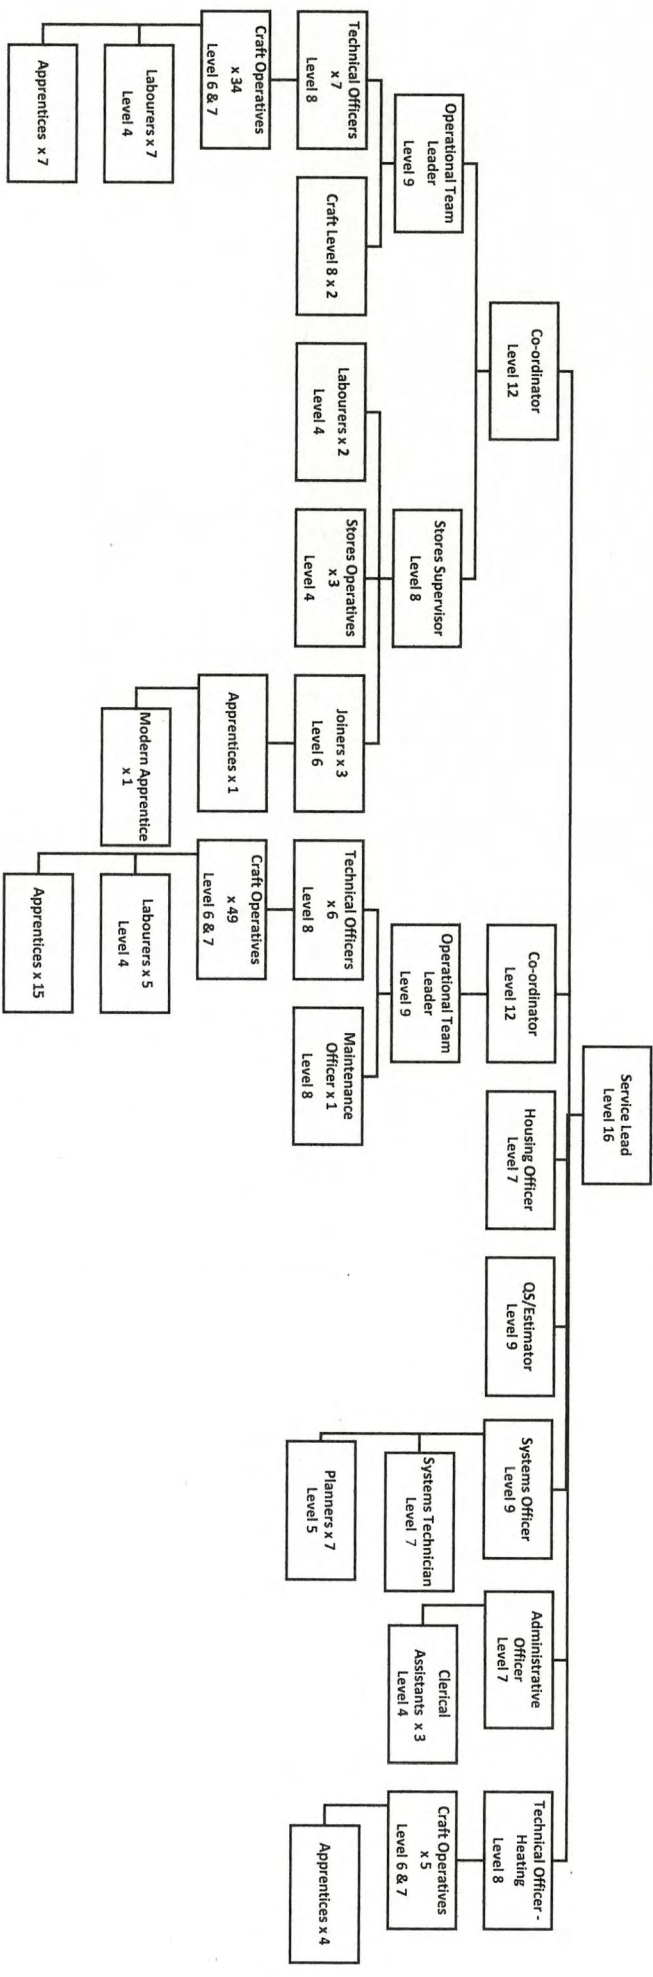 Service Lead
Level 16
Co-ordinator
Level 12
Co-ordinator
Level 12
Housing Officer
Level 7
QS/Estimator
Level 9
Systems Officer
Level 9
Administrative
Officer
Level 7
Technical Officer -
Heating
Level 8
Operational Team
Leader
Level 9
Stores Supervisor
Level 8
Operational Team
Leader
Level 9
Systems Technician
Level 7
Clerical
Assistants x 3
Level 4
Craft Operatives
x 5
Level 6 & 7
Technical Officers
x 7
Level 8
Craft Level 8 x 2
Labourers x 2
Level 4
Stores Operatives
x 3
Level 4
Joiners x 3
Level 6
Technical Officers
x 6
Level 8
Maintenance
Officer x 1
Level 8
Planners x 7
Level 5
Apprentices x 4
Craft Operatives
x 34
Level 6 & 7
Apprentices x 1
Craft Operatives
x 49
Level 6 & 7
Labourers x 7
Level 4
Modern Apprentice
x 1
Labourers x 5
Level 4
Apprentices x 7
Apprentices x 15